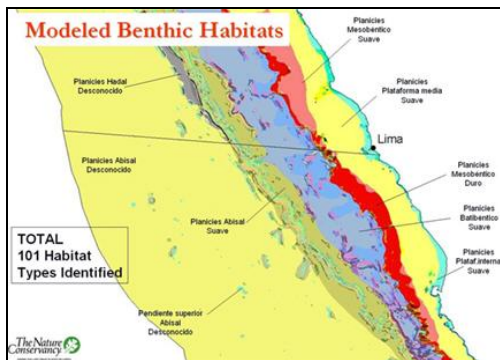 Modeled Benthic Habitats
Planicies
Mesobentico
Suave
Planicies Hadal
Desconocido
Planicies
Plataforma media
Suave
Lima
Planicies Abisal
Desconocido
Planicies
Mesobentico
Duro
Planicies
Batibentico
Suave
Planicies Abisal
Suave
Planicies
Plataf.interna
Suave
TOTAL
101 Habitat
Types Identified
Pendiente superior
Abisal
Desconocido
The Nature
Conservancy